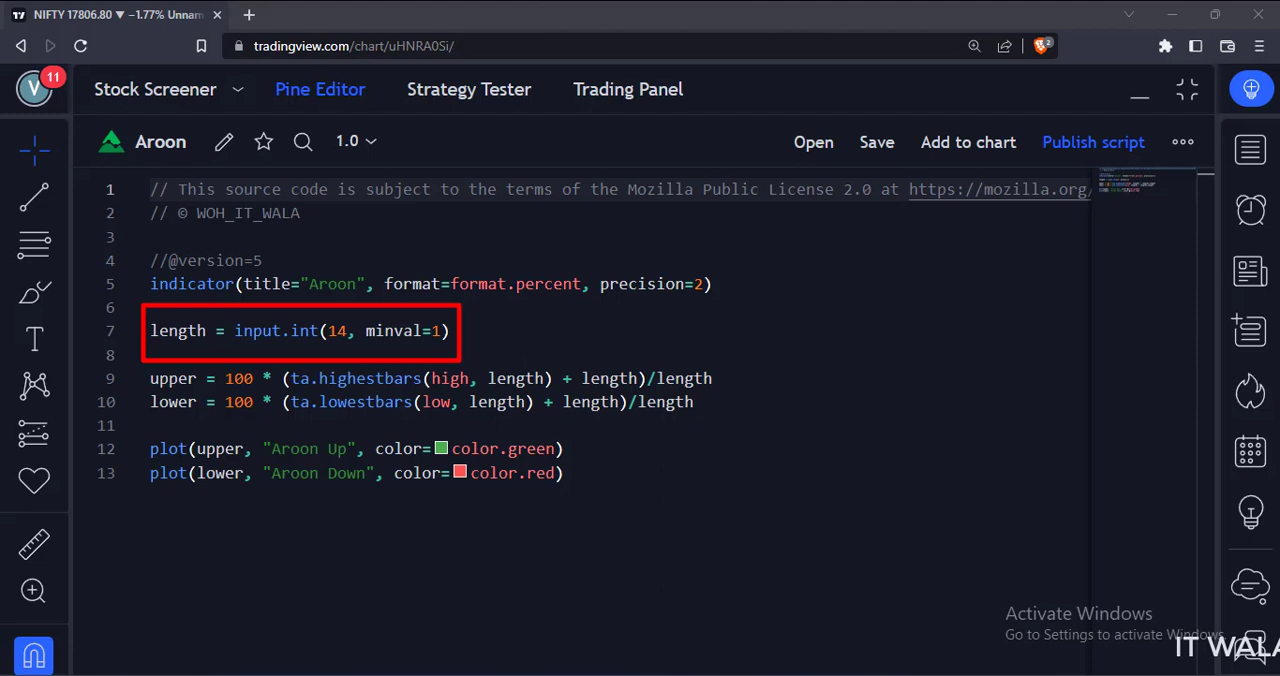 NIFTY 17806.80 ▼ −1.77% Unnam
tradingview.com/chart/uHNRA0Si/
2
V
11
Stock Screener Pine Editor Strategy Tester Trading Panel
Aroon 1.0 Open Save Add to chart Publish script
1 // This source code is subject to the terms of the Mozilla Public License 2.0 at https://mozilla.org/
2 // © WOH_IT_WALA
3
4 //@version=5
5 indicator(title="Aroon", format=format.percent, precision=2)
6
7 length = input.int(14, minval=1)
8
9 upper = 100 * (ta.highestbars(high, length) + length)/length
10 lower = 100 * (ta.lowestbars(low, length) + length)/length
11
12 plot(upper, "Aroon Up", color=color.green)
13 plot(lower, "Aroon Down", color=color.red)
Activate Windows
Go to Settings to activate Windows.
IT WALA